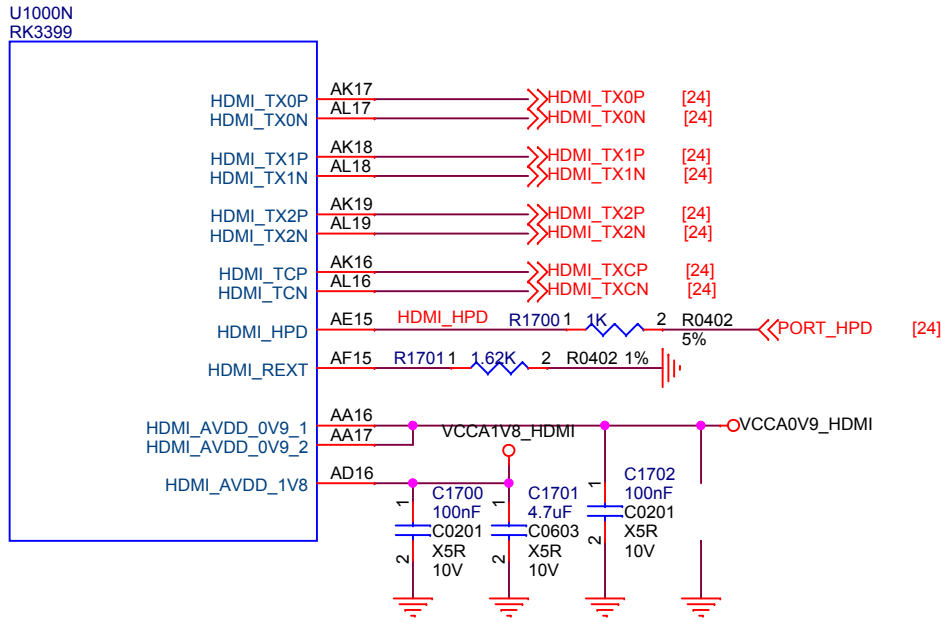 U1000N
RK3399
HDMI_TX0P AK17 HDMI_TX0P [24]
HDMI_TX0N AL17 HDMI_TX0N [24]
HDMI_TX1P AK18 HDMI_TX1P [24]
HDMI_TX1N AL18 HDMI_TX1N [24]
HDMI_TX2P AK19 HDMI_TX2P [24]
HDMI_TX2N AL19 HDMI_TX2N [24]
HDMI_TCP AK16 HDMI_TXCP [24]
HDMI_TCN AL16 HDMI_TXCN [24]
HDMI_HPD AE15 HDMI_HPD R1700 1 1K 2 R0402 PORT_HPD [24]
5%
HDMI_REXT AF15 R1701 1 1.62K 2 R0402 1%
HDMI_AVDD_0V9_1 AA16 VCCA0V9_HDMI
HDMI_AVDD_0V9_2 AA17 VCCA1V8_HDMI
HDMI_AVDD_1V8 AD16
1 C1700
100nF
C0201
2 X5R
10V
1 C1701
4.7uF
C0603
2 X5R
10V
1 C1702
100nF
C0201
2 X5R
10V